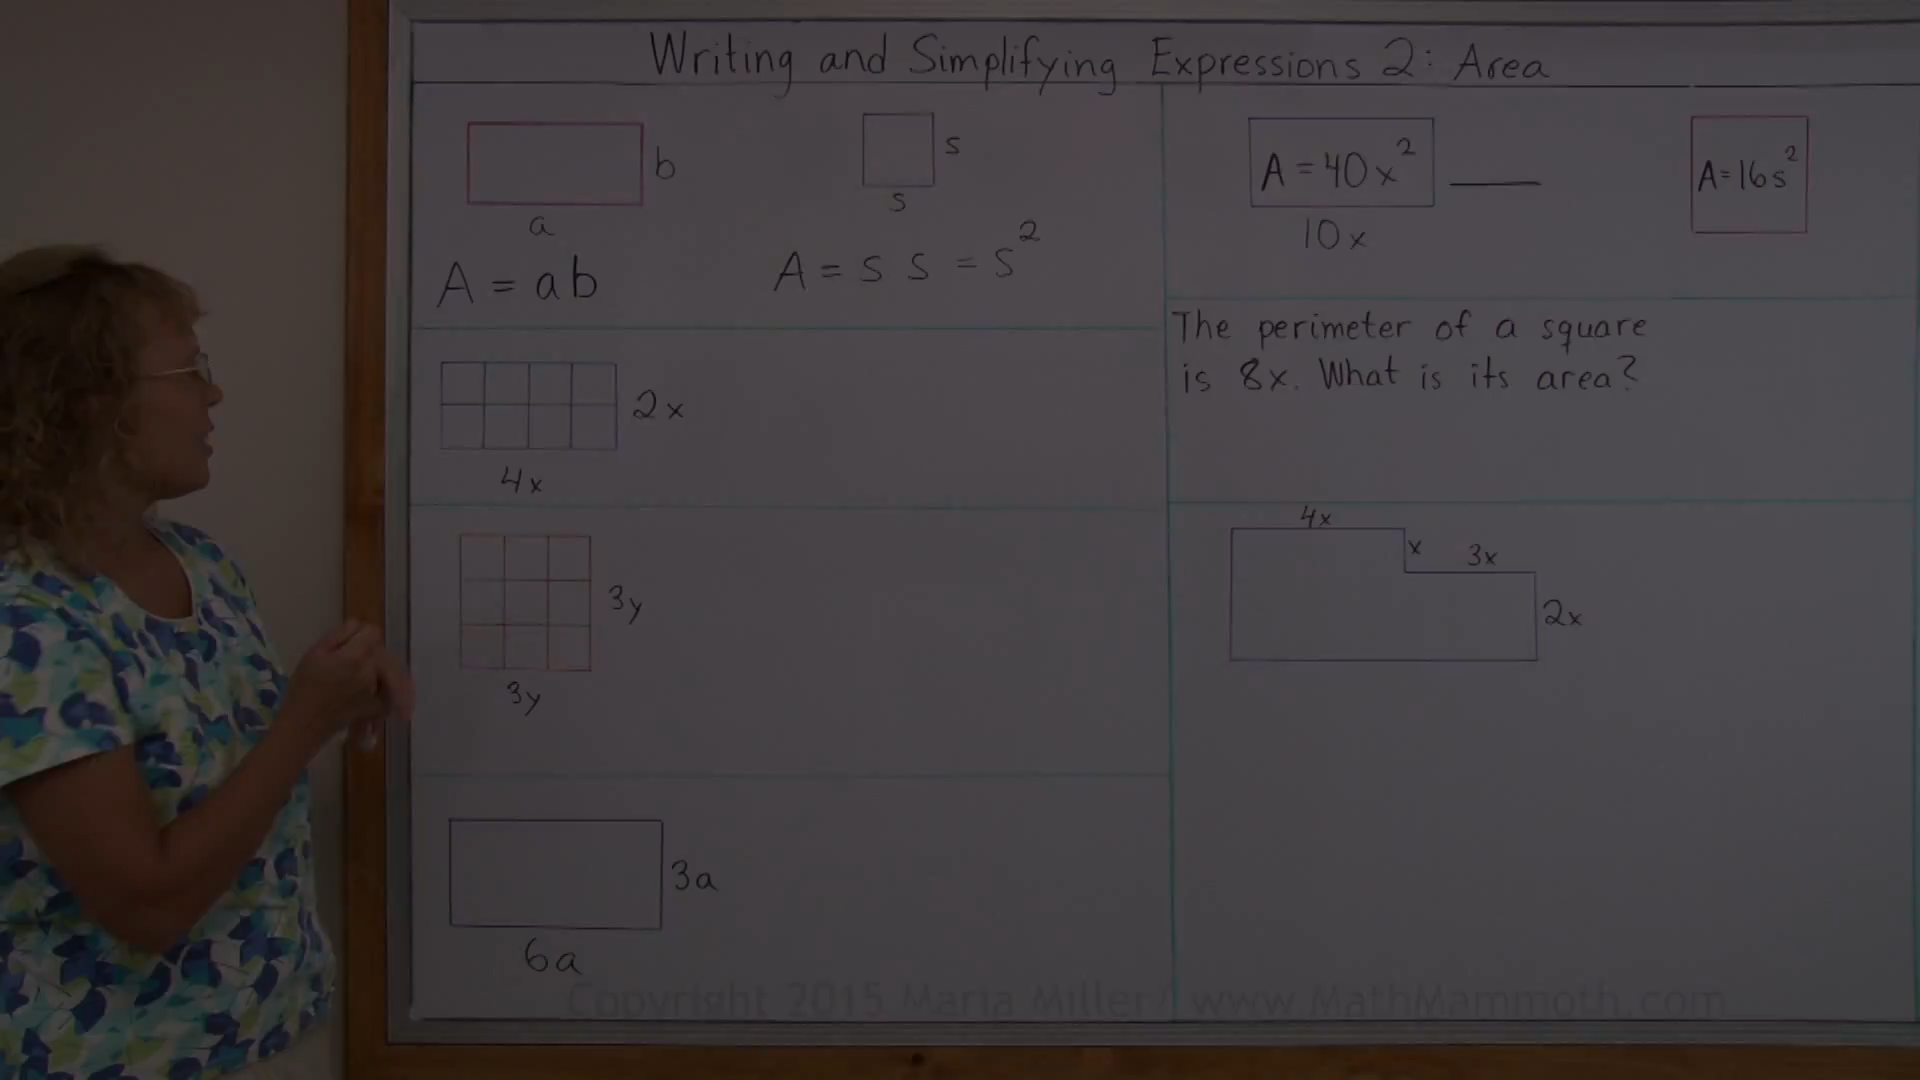 Writing and Simplifying Expressions 2: Area
b
a
A = ab
s
s
A = s s = s²
2x
4x
3y
3y
3a
6a
A = 40x²
10x
A=16s²
The perimeter of a square
is 8x. What is its area?
4x
x
3x
2x
Copyright 2015 Maria Miller / www.MathMammoth.com